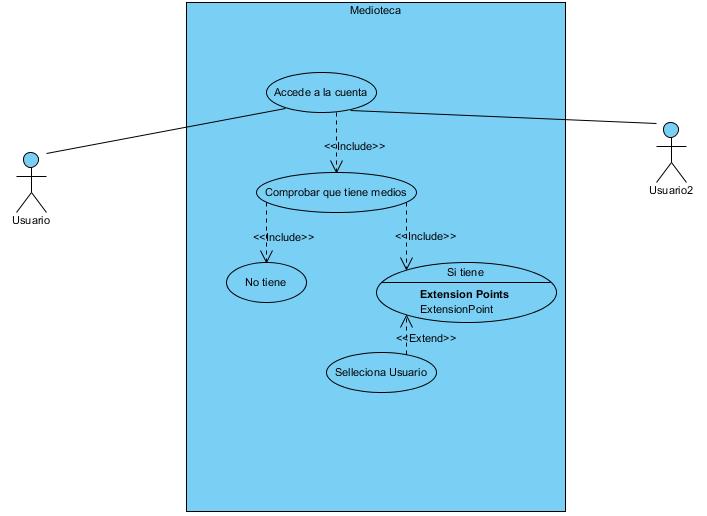 Medioteca
Accede a la cuenta
<<Include>>
Usuario
Usuario2
Comprobar que tiene medios
<<Include>>
<<Include>>
No tiene
Si tiene
Extension Points
ExtensionPoint
<<Extend>>
Selleciona Usuario